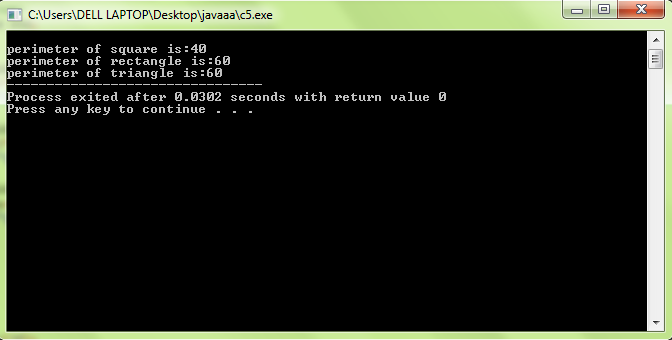 C:\Users\DELL LAPTOP\Desktop\javaaa\c5.exe
perimeter of square is:40
perimeter of rectangle is:60
perimeter of triangle is:60
--------------------------------
Process exited after 0.0302 seconds with return value 0
Press any key to continue . . .